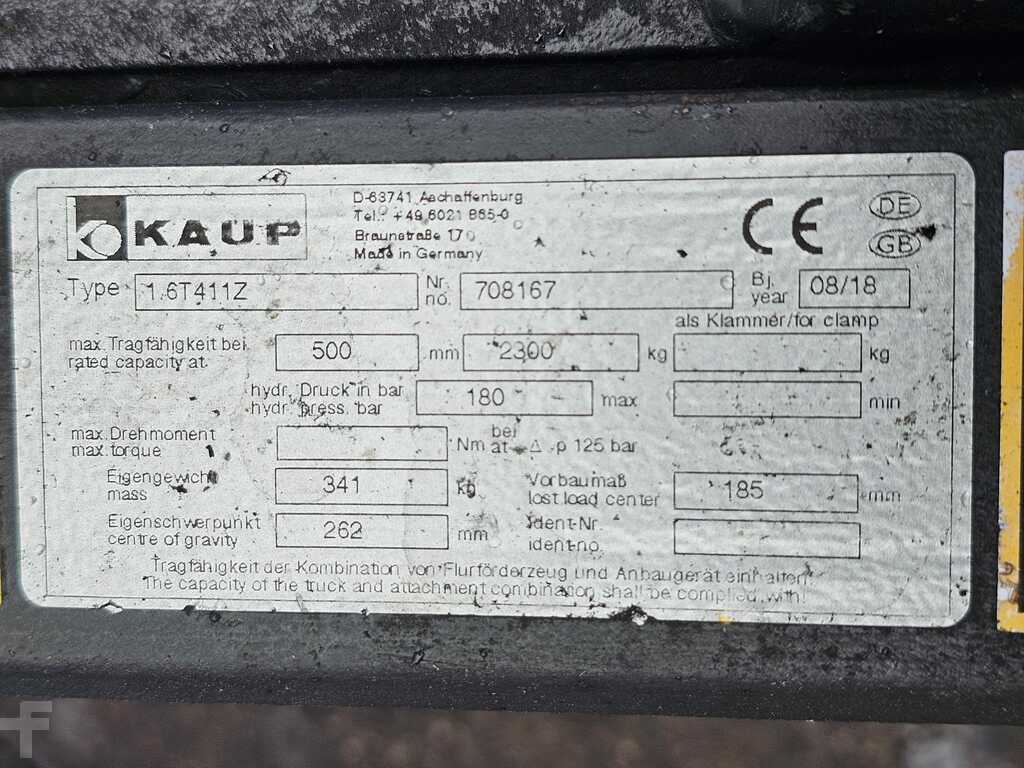 KAUP
D-63741 Aschaffenburg
Tel.: +49 6021 865-0
Braunstraße 17
Made in Germany
CE
DE
GB
Type 1.6T411Z
Nr. no. 708167
Bj. year 08/18
als Klammer/for clamp
max. Tragfähigkeit bei
rated capacity at 500 mm 2300 kg kg
hydr. Druck in bar
hydr. press. bar 180 max min
max. Drehmoment
max. torque Nm bei at Δ p 125 bar
Eigengewicht
mass 341 kg
Vorbaumaß
lost load center 185 mm
Eigenschwerpunkt
centre of gravity 262 mm
Ident-Nr.
ident-no.
Tragfähigkeit der Kombination von Flurförderzeug und Anbaugerät einhalten!
The capacity of the truck and attachment combination shall be complied with!
F